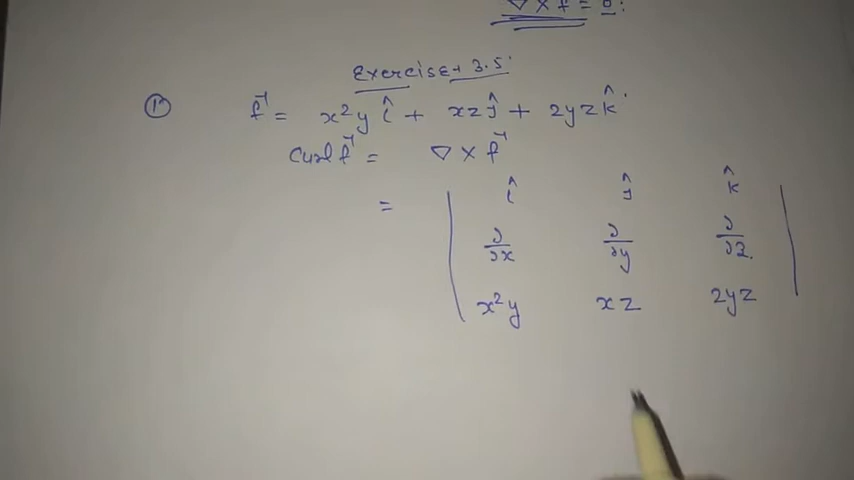 ∇ × f = 0.
Exercise + 3.5
① f⃗ = x²y î + xz ĵ + 2yz k̂
Curl f⃗ = ∇ × f⃗
= | î ĵ k̂ |
| ∂/∂x ∂/∂y ∂/∂z |
| x²y xz 2yz |